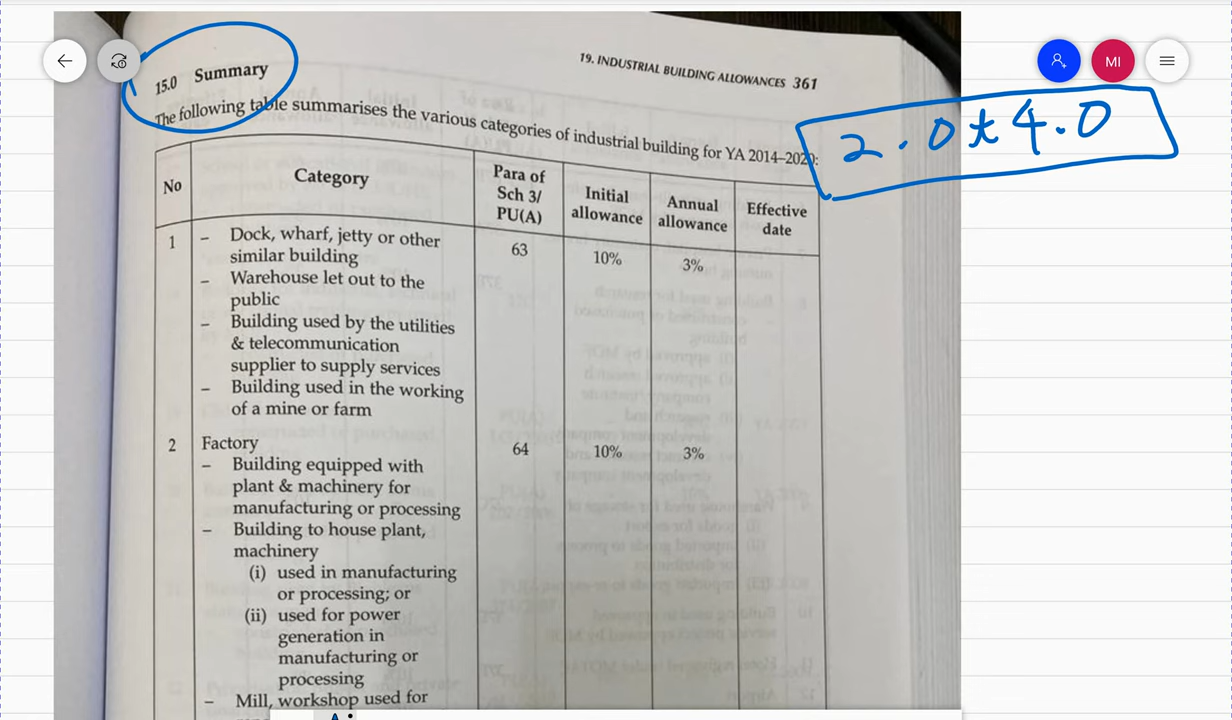 19. INDUSTRIAL BUILDING ALLOWANCES 361
MI
15.0 Summary
2.0 & 4.0
The following table summarises the various categories of industrial building for YA 2014–2020:
No
Category
Para of
Sch 3/
PU(A)
Initial
allowance
Annual
allowance
Effective
date
1
– Dock, wharf, jetty or other
similar building
– Warehouse let out to the
public
– Building used by the utilities
& telecommunication
supplier to supply services
– Building used in the working
of a mine or farm
63
10%
3%
2
Factory
– Building equipped with
plant & machinery for
manufacturing or processing
– Building to house plant,
machinery
(i) used in manufacturing
or processing; or
(ii) used for power
generation in
manufacturing or
processing
– Mill, workshop used for
64
10%
3%